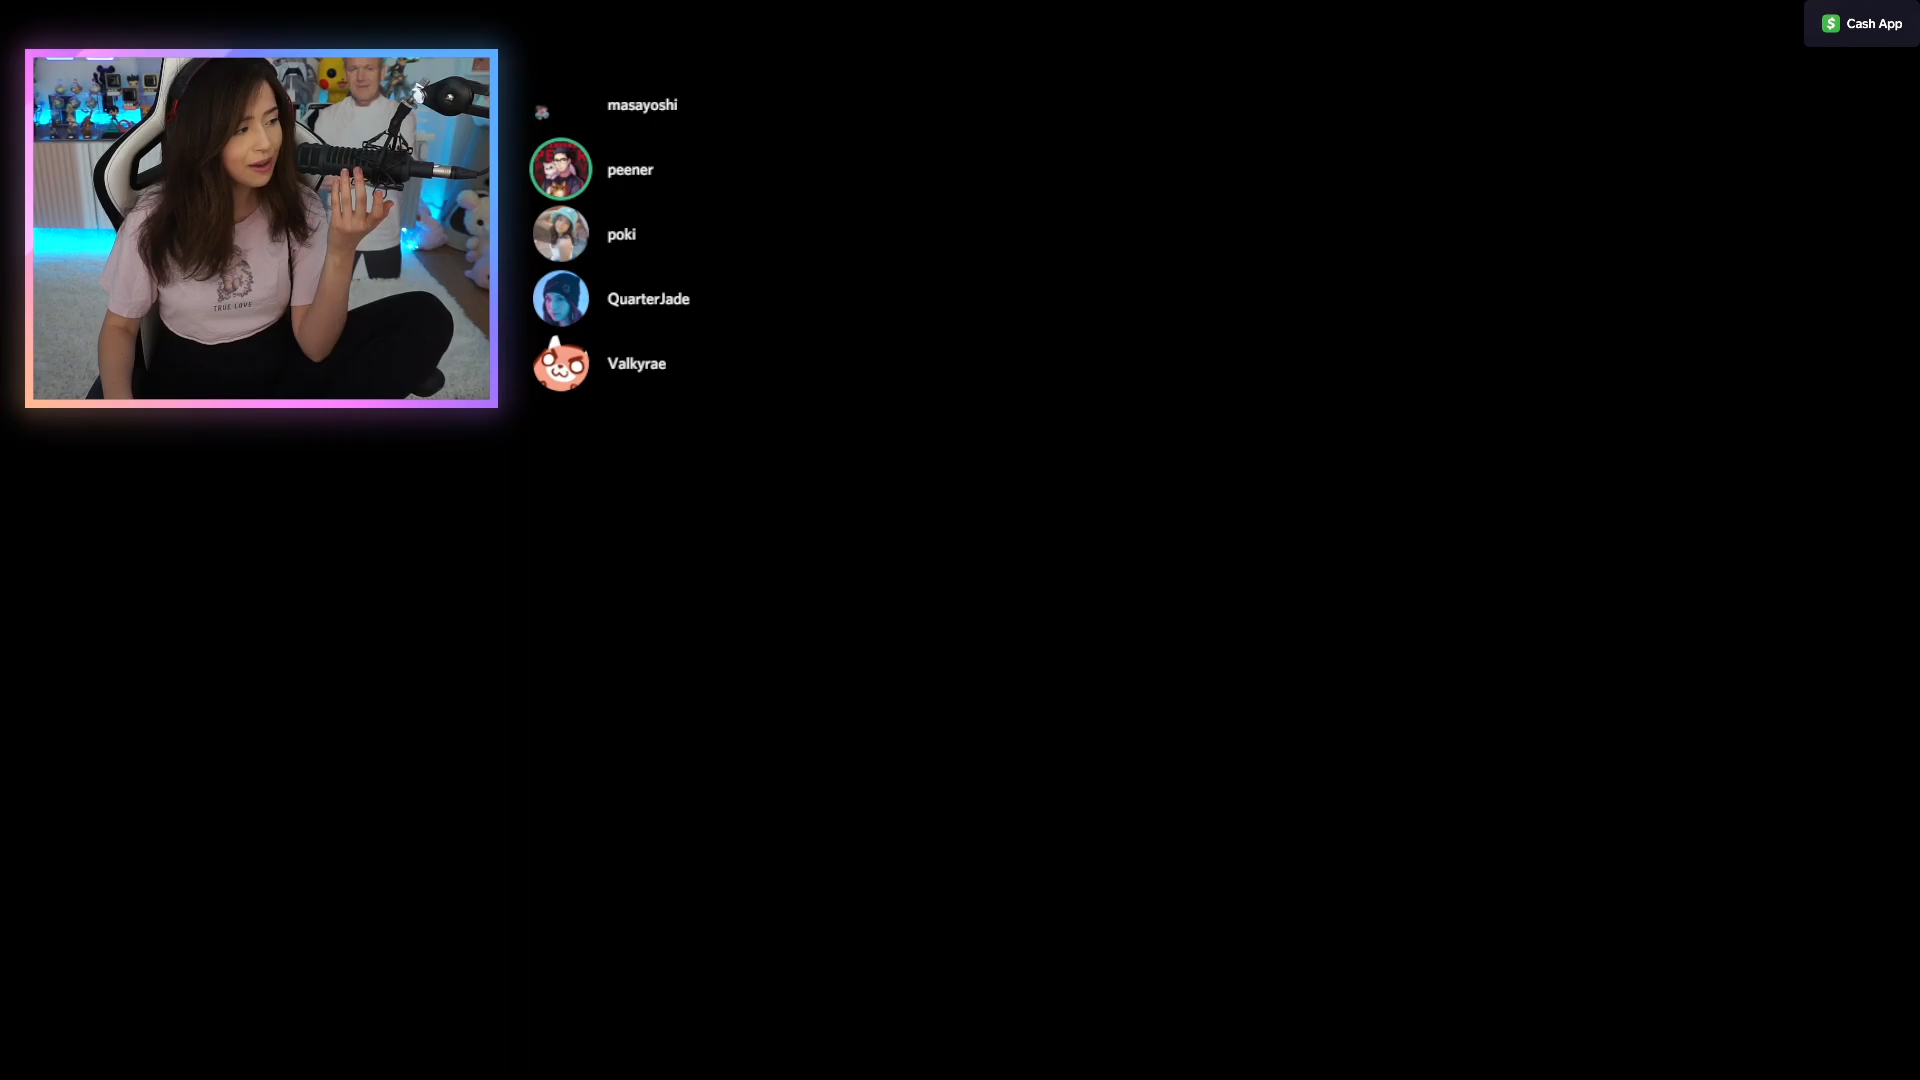 Cash App
masayoshi
peener
poki
QuarterJade
Valkyrae
TRUE LOVE